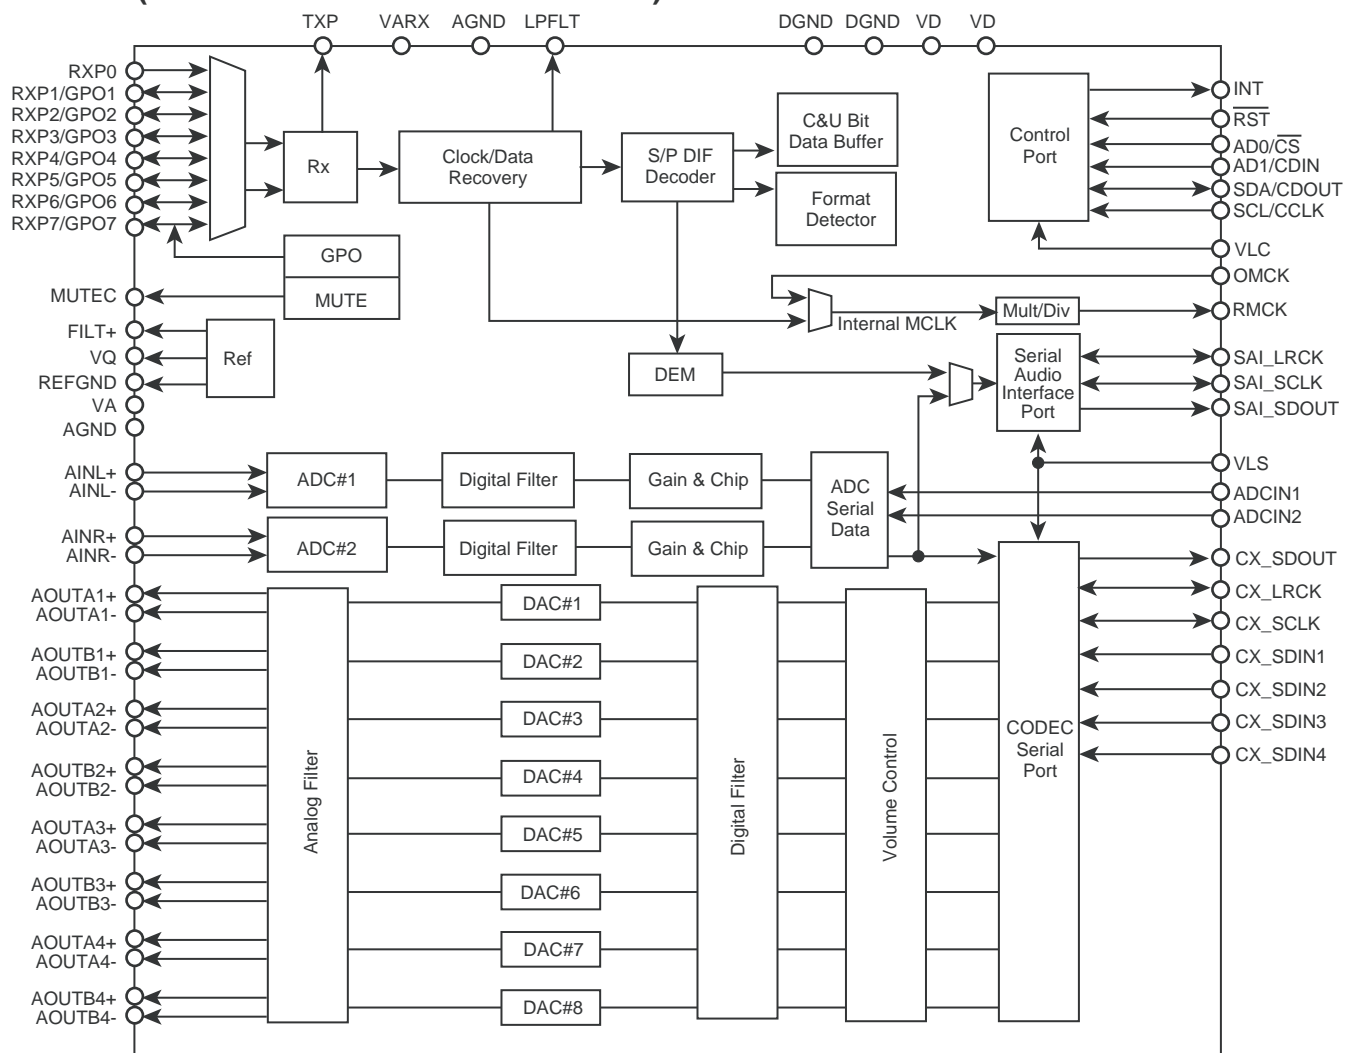 TXP
VARX
AGND
LPFLT
DGND
DGND
VD
VD
RXP0
RXP1/GPO1
RXP2/GPO2
RXP3/GPO3
RXP4/GPO4
RXP5/GPO5
RXP6/GPO6
RXP7/GPO7
MUTEC
FILT+
VQ
REFGND
VA
AGND
AINL+
AINL-
AINR+
AINR-
AOUTA1+
AOUTA1-
AOUTB1+
AOUTB1-
AOUTA2+
AOUTA2-
AOUTB2+
AOUTB2-
AOUTA3+
AOUTA3-
AOUTB3+
AOUTB3-
AOUTA4+
AOUTA4-
AOUTB4+
AOUTB4-
Rx
Clock/Data
Recovery
S/P DIF
Decoder
C&U Bit
Data Buffer
Format
Detector
Control
Port
GPO
MUTE
Ref
Internal MCLK
Mult/Div
DEM
Serial
Audio
Interface
Port
ADC#1
Digital Filter
Gain & Chip
ADC
Serial
Data
ADC#2
Digital Filter
Gain & Chip
Analog Filter
DAC#1
DAC#2
DAC#3
DAC#4
DAC#5
DAC#6
DAC#7
DAC#8
Digital Filter
Volume Control
CODEC
Serial
Port
INT
RST
AD0/CS
AD1/CDIN
SDA/CDOUT
SCL/CCLK
VLC
OMCK
RMCK
SAI_LRCK
SAI_SCLK
SAI_SDOUT
VLS
ADCIN1
ADCIN2
CX_SDOUT
CX_LRCK
CX_SCLK
CX_SDIN1
CX_SDIN2
CX_SDIN3
CX_SDIN4